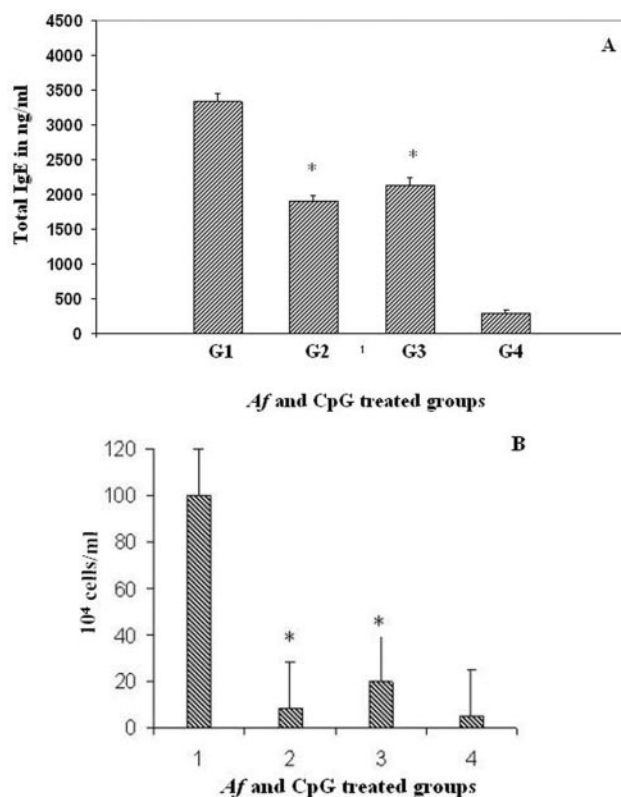 A
4500
4000
3500
3000
2500
2000
1500
1000
500
0
Total IgE in ng/ml
*
*
G1 G2 1 G3 G4
Af and CpG treated groups
B
120
100
80
60
40
20
0
10⁴ cells/ml
*
*
1 2 3 4
Af and CpG treated groups